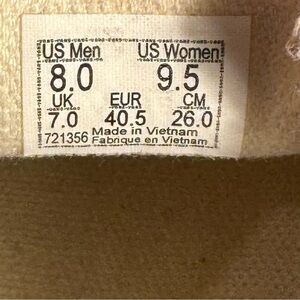 US Men US Women
8.0 9.5
UK EUR CM
7.0 40.5 26.0
721356 Made in Vietnam
Fabriqué en Vietnam